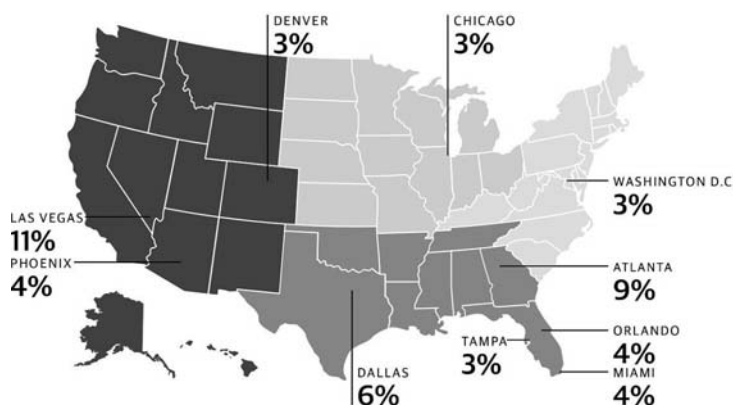 DENVER
3%
CHICAGO
3%
WASHINGTON D.C
3%
LAS VEGAS
11%
PHOENIX
4%
ATLANTA
9%
ORLANDO
4%
TAMPA
3%
MIAMI
4%
DALLAS
6%